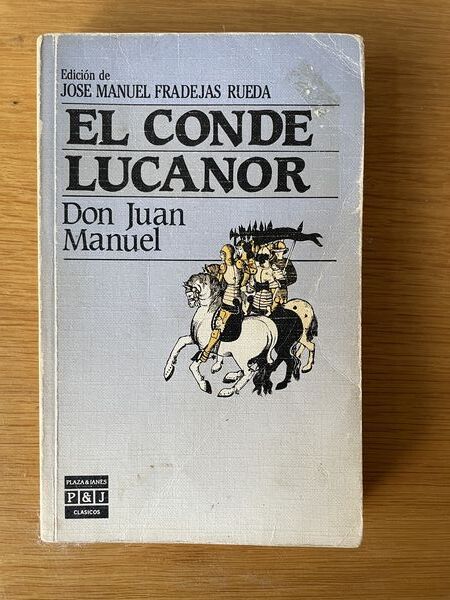 Edición de
JOSE MANUEL FRADEJAS RUEDA
EL CONDE
LUCANOR
Don Juan
Manuel
PLAZA & JANES
P&J
CLASICOS